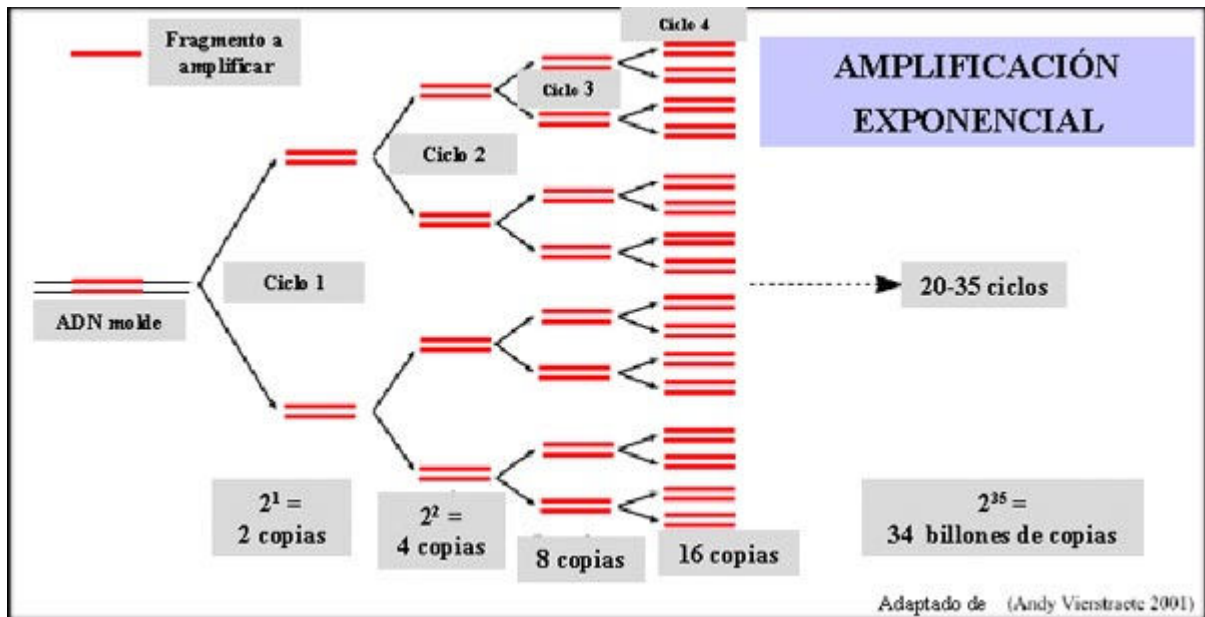 Fragmento a
amplificar
Ciclo 4
AMPLIFICACIÓN
EXPONENCIAL
Ciclo 3
Ciclo 2
Ciclo 1
ADN molde
20-35 ciclos
2¹ =
2 copias
2² =
4 copias
8 copias
16 copias
2³⁵ =
34 billones de copias
Adaptado de (Andy Vierstraete 2001)